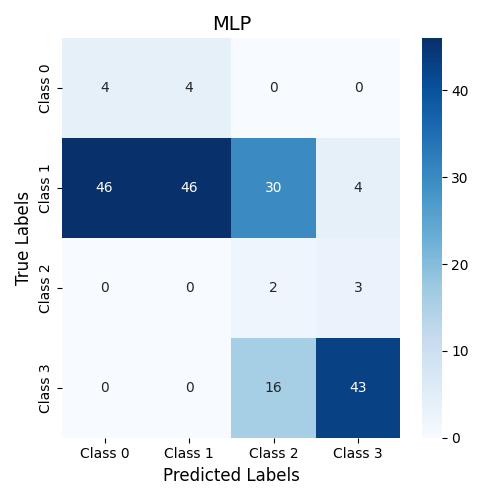 MLP
True Labels
Class 0
4 4 0 0
Class 1
46 46 30 4
Class 2
0 0 2 3
Class 3
0 0 16 43
Class 0 Class 1 Class 2 Class 3
Predicted Labels
40
30
20
10
0